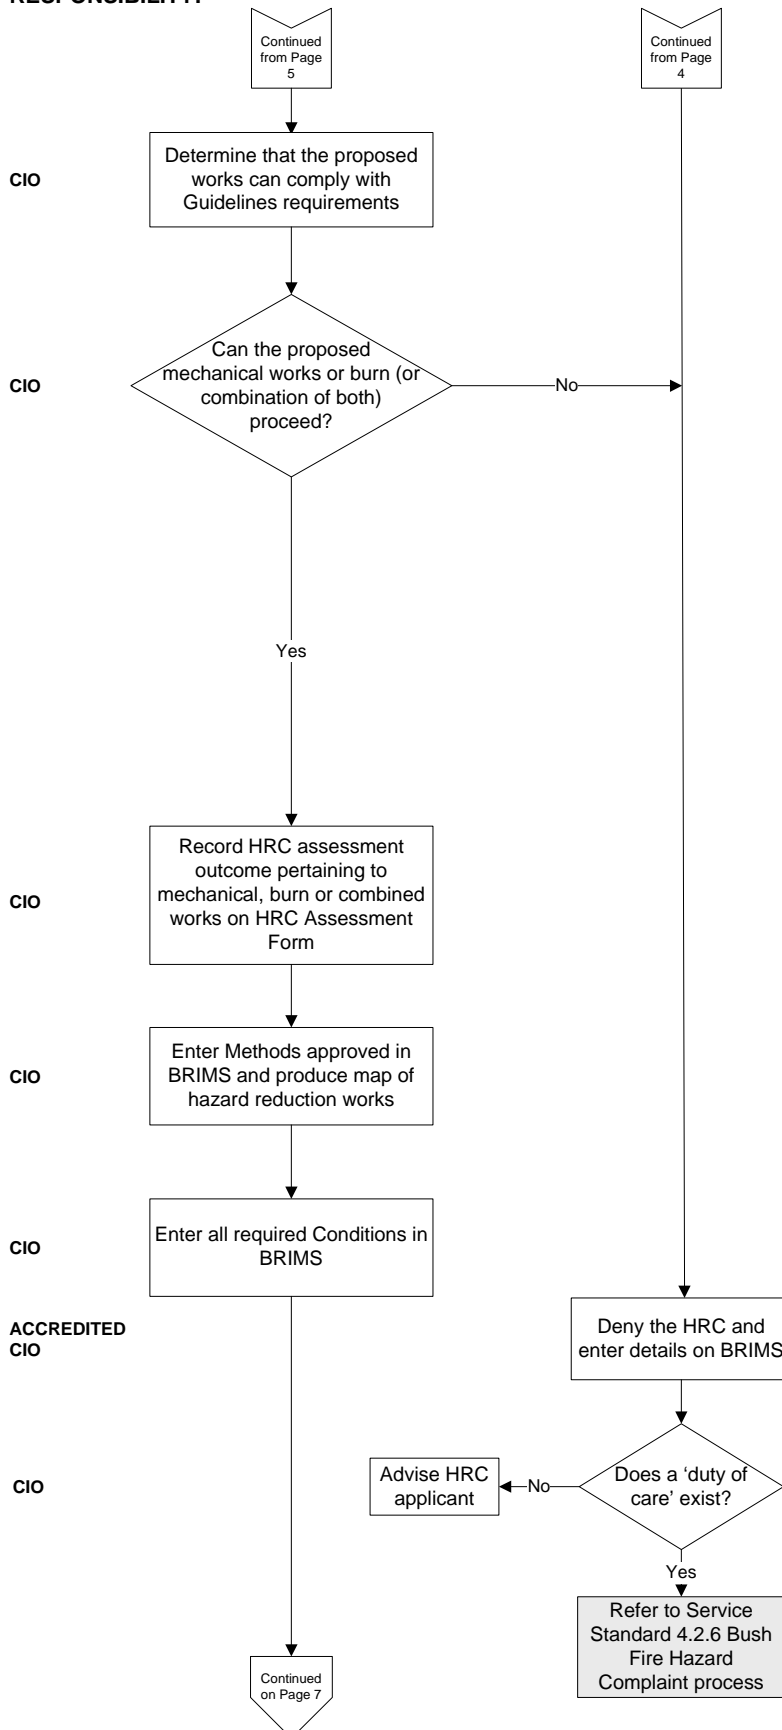 RESPONSIBILITY:
Continued
from Page
5
Continued
from Page
4
CIO
Determine that the proposed
works can comply with
Guidelines requirements
CIO
Can the proposed
mechanical works or burn (or
combination of both)
proceed?
No
Yes
CIO
Record HRC assessment
outcome pertaining to
mechanical, burn or combined
works on HRC Assessment
Form
CIO
Enter Methods approved in
BRIMS and produce map of
hazard reduction works
CIO
Enter all required Conditions in
BRIMS
ACCREDITED
CIO
Deny the HRC and
enter details on BRIMS
CIO
Advise HRC
applicant
No
Does a ‘duty of
care’ exist?
Yes
Refer to Service
Standard 4.2.6 Bush
Fire Hazard
Complaint process
Continued
on Page 7